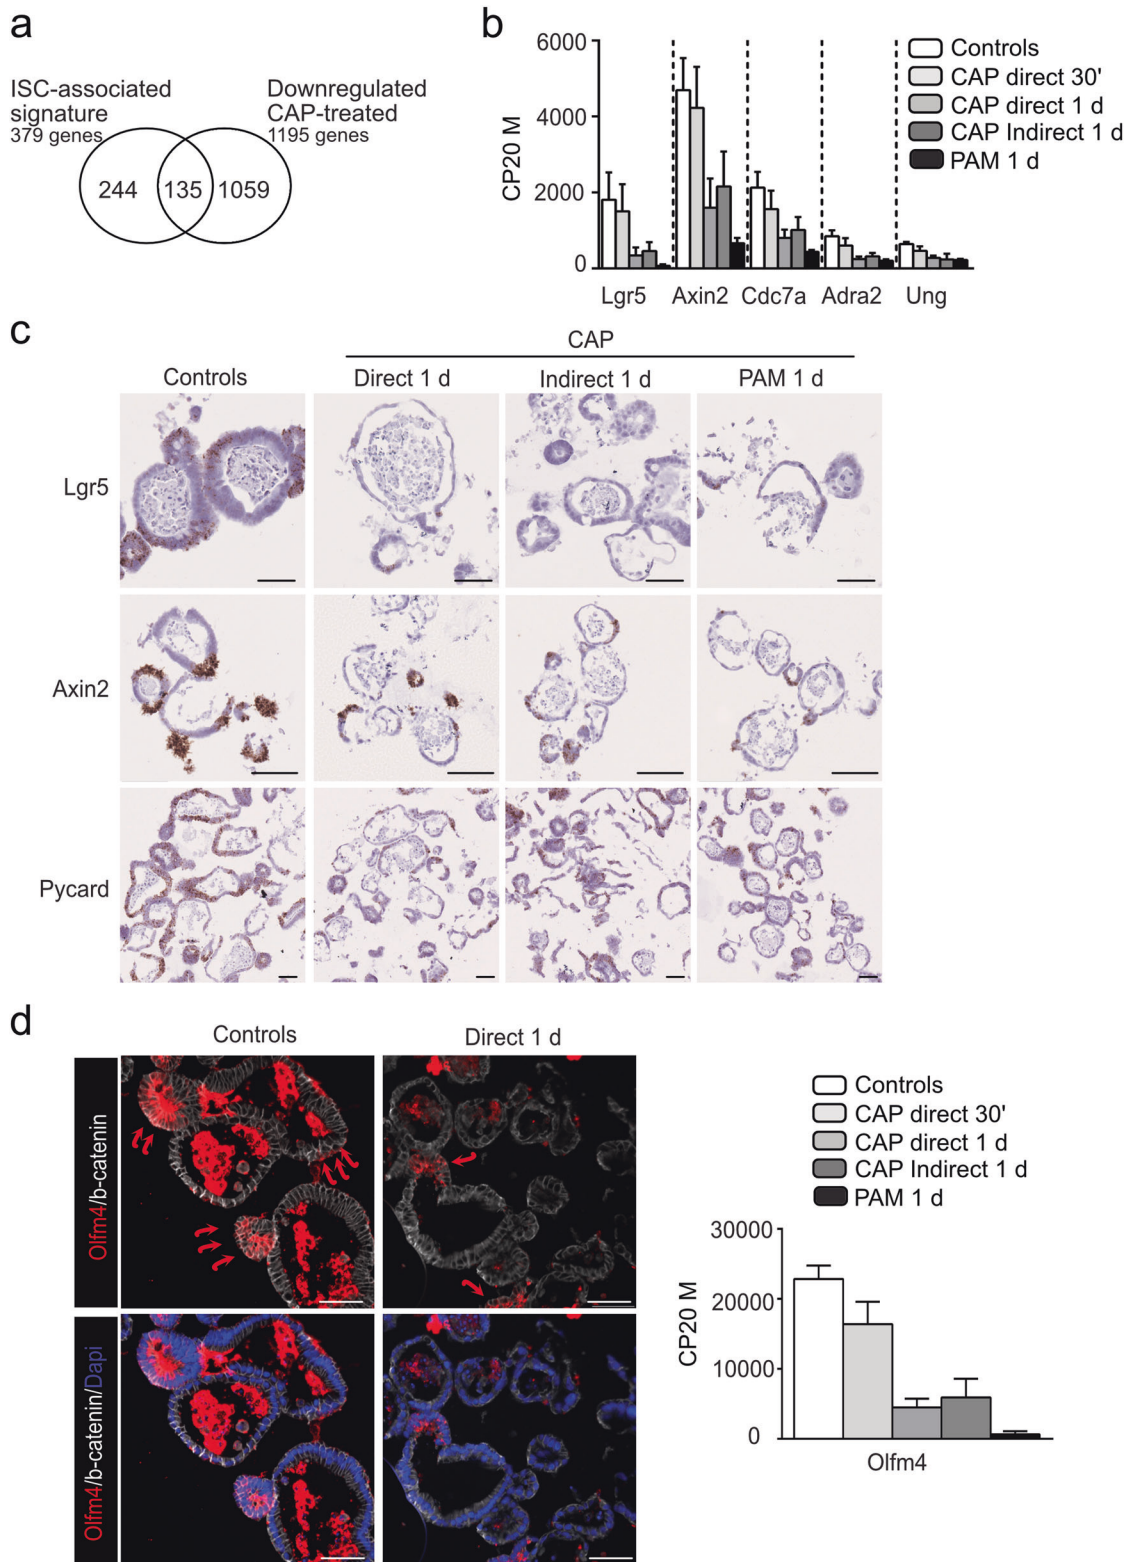 a
ISC-associated
signature
379 genes
Downregulated
CAP-treated
1195 genes
244
135
1059
b
6000
4000
2000
0
CP20 M
Lgr5
Axin2
Cdc7a
Adra2
Ung
Controls
CAP direct 30'
CAP direct 1 d
CAP Indirect 1 d
PAM 1 d
c
CAP
Controls
Direct 1 d
Indirect 1 d
PAM 1 d
Lgr5
Axin2
Pycard
d
Controls
Direct 1 d
Olfm4/b-catenin
Olfm4/b-catenin/Dapi
Controls
CAP direct 30'
CAP direct 1 d
CAP Indirect 1 d
PAM 1 d
30000
20000
10000
0
CP20 M
Olfm4